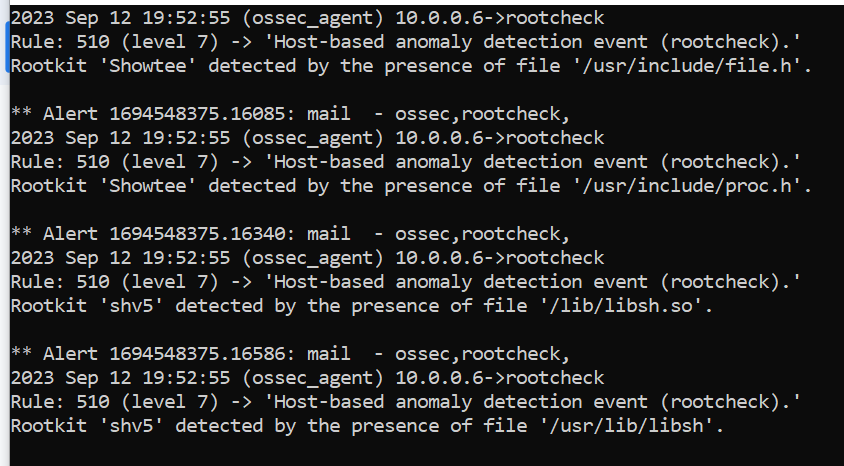 2023 Sep 12 19:52:55 (ossec_agent) 10.0.0.6->rootcheck
Rule: 510 (level 7) -> 'Host-based anomaly detection event (rootcheck).'
Rootkit 'Showtee' detected by the presence of file '/usr/include/file.h'.

** Alert 1694548375.16085: mail  - ossec,rootcheck,
2023 Sep 12 19:52:55 (ossec_agent) 10.0.0.6->rootcheck
Rule: 510 (level 7) -> 'Host-based anomaly detection event (rootcheck).'
Rootkit 'Showtee' detected by the presence of file '/usr/include/proc.h'.

** Alert 1694548375.16340: mail  - ossec,rootcheck,
2023 Sep 12 19:52:55 (ossec_agent) 10.0.0.6->rootcheck
Rule: 510 (level 7) -> 'Host-based anomaly detection event (rootcheck).'
Rootkit 'shv5' detected by the presence of file '/lib/libsh.so'.

** Alert 1694548375.16586: mail  - ossec,rootcheck,
2023 Sep 12 19:52:55 (ossec_agent) 10.0.0.6->rootcheck
Rule: 510 (level 7) -> 'Host-based anomaly detection event (rootcheck).'
Rootkit 'shv5' detected by the presence of file '/usr/lib/libsh'.